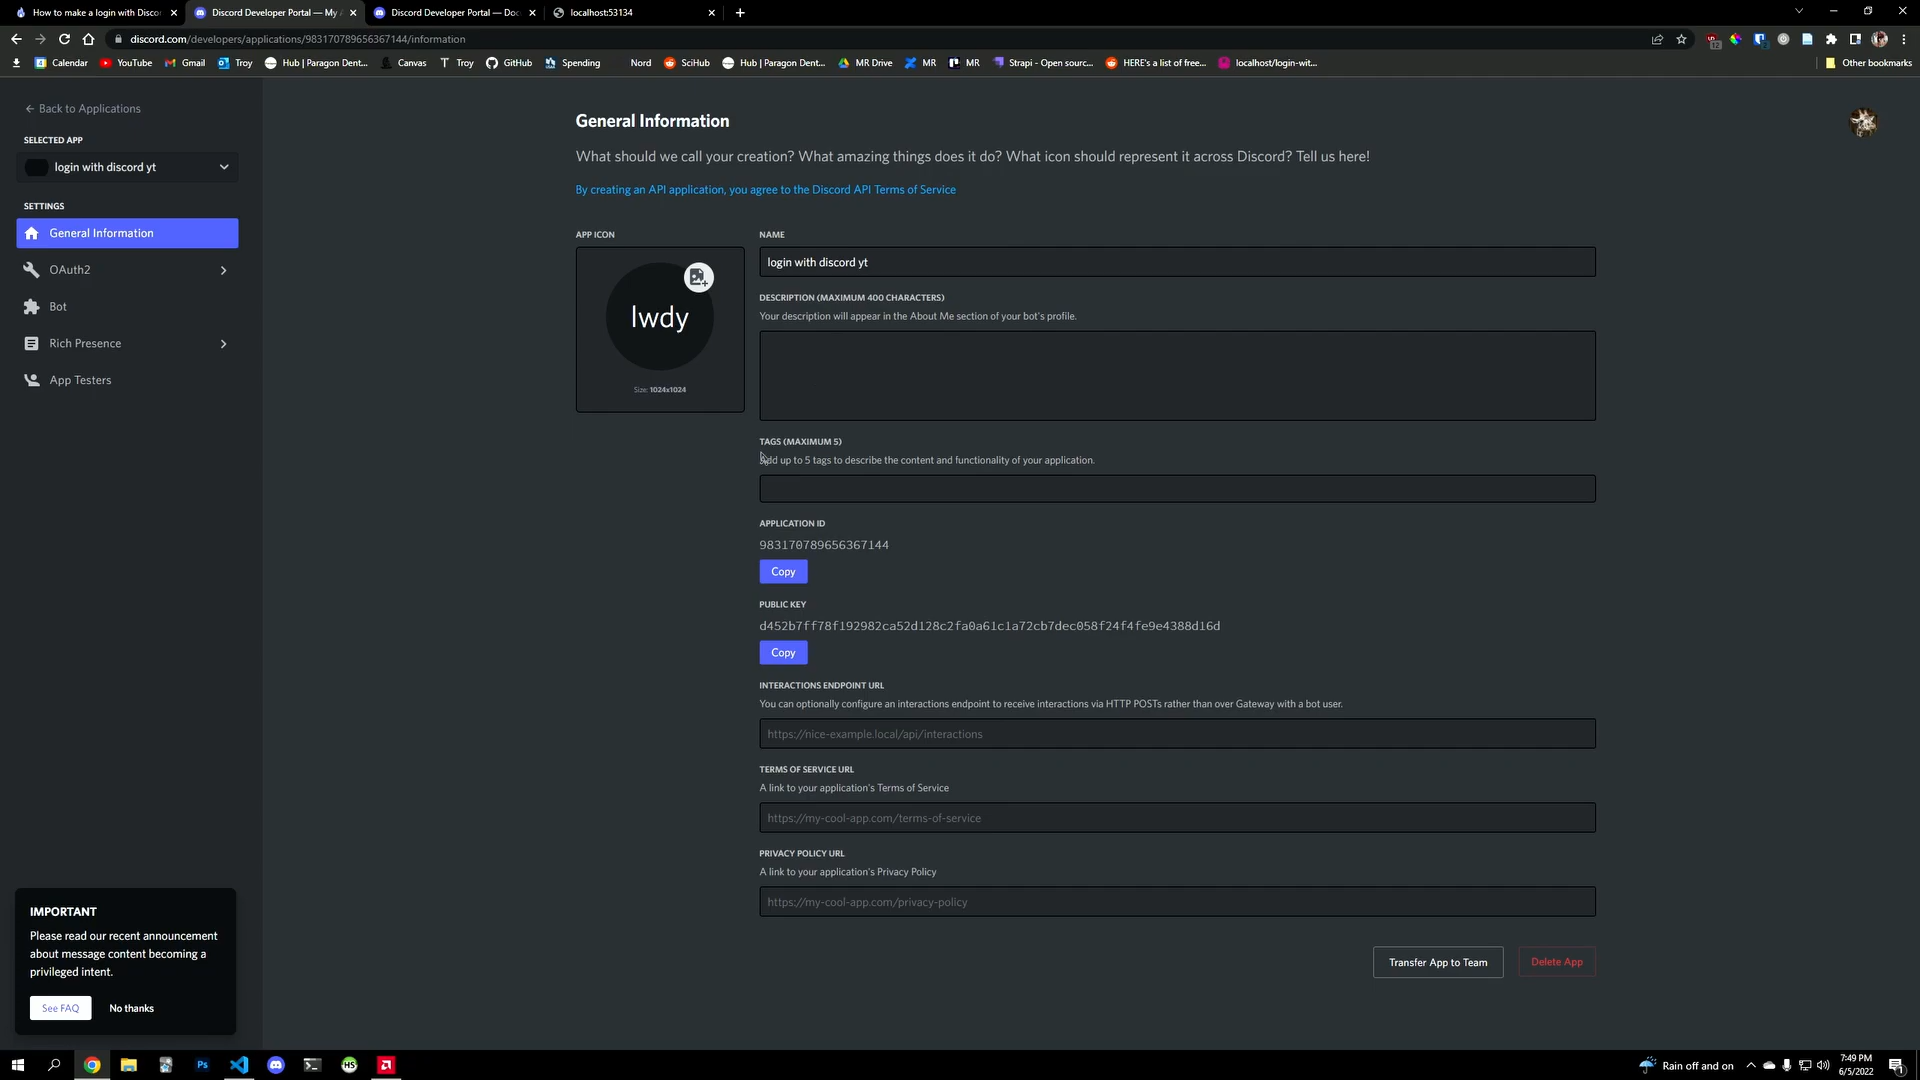 How to make a login with Discor
Discord Developer Portal — My A
Discord Developer Portal — Doc
localhost:53134
discord.com/developers/applications/983170789656367144/information
Calendar
YouTube
Gmail
Troy
Hub | Paragon Dent...
Canvas
T Troy
GitHub
Spending
Nord
SciHub
Hub | Paragon Dent...
MR Drive
MR
MR
Strapi - Open sourc...
HERE's a list of free...
localhost/login-wit...
Other bookmarks
← Back to Applications
SELECTED APP
login with discord yt
SETTINGS
General Information
OAuth2
Bot
Rich Presence
App Testers
General Information
What should we call your creation? What amazing things does it do? What icon should represent it across Discord? Tell us here!
By creating an API application, you agree to the Discord API Terms of Service
APP ICON
lwdy
Size: 1024x1024
NAME
login with discord yt
DESCRIPTION (MAXIMUM 400 CHARACTERS)
Your description will appear in the About Me section of your bot's profile.
TAGS (MAXIMUM 5)
Add up to 5 tags to describe the content and functionality of your application.
APPLICATION ID
983170789656367144
Copy
PUBLIC KEY
d452b7ff78f192982ca52d128c2fa0a61c1a72cb7dec058f24f4fe9e4388d16d
Copy
INTERACTIONS ENDPOINT URL
You can optionally configure an interactions endpoint to receive interactions via HTTP POSTs rather than over Gateway with a bot user.
https://nice-example.local/api/interactions
TERMS OF SERVICE URL
A link to your application's Terms of Service
https://my-cool-app.com/terms-of-service
PRIVACY POLICY URL
A link to your application's Privacy Policy
https://my-cool-app.com/privacy-policy
Transfer App to Team
Delete App
IMPORTANT
Please read our recent announcement
about message content becoming a
privileged intent.
See FAQ
No thanks
Ps
HS
Rain off and on
7:49 PM
6/5/2022